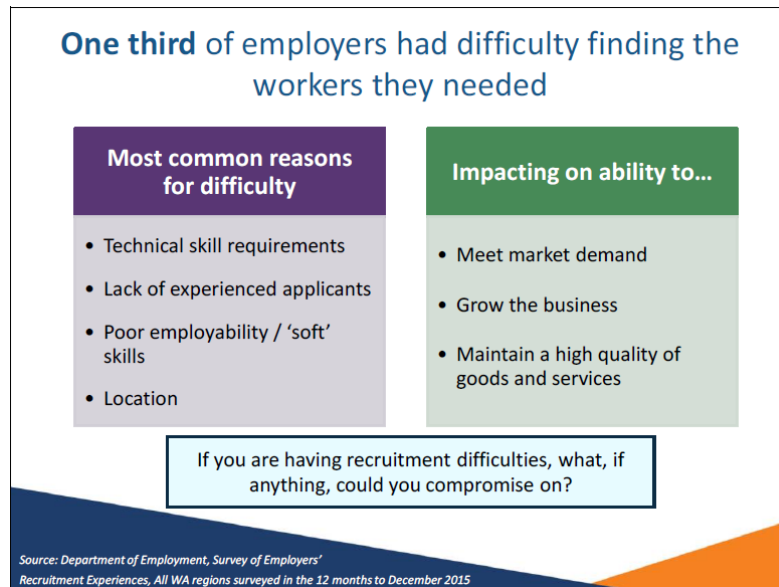 One third of employers had difficulty finding the
workers they needed
Most common reasons
for difficulty
• Technical skill requirements
• Lack of experienced applicants
• Poor employability / ‘soft’
skills
• Location
Impacting on ability to...
• Meet market demand
• Grow the business
• Maintain a high quality of
goods and services
If you are having recruitment difficulties, what, if
anything, could you compromise on?
Source: Department of Employment, Survey of Employers’
Recruitment Experiences, All WA regions surveyed in the 12 months to December 2015